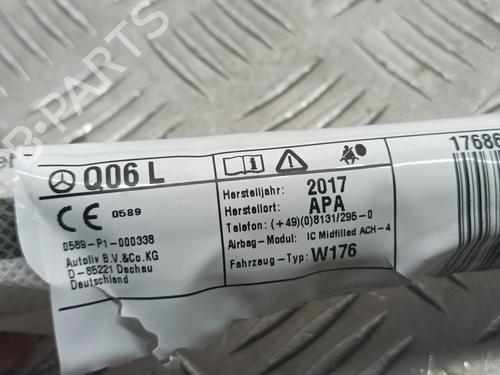 Q06 L
CE 0589
0589-P1-000338
Autoliv B.V.&Co.KG
D-85221 Dachau
Deutschland
Herstelljahr: 2017
Herstellort: APA
Telefon: (+49)(0)8131/295-0
Airbag-Modul: IC Midfilled ACH-4
Fahrzeug-Typ: W176
17686
B-Parts